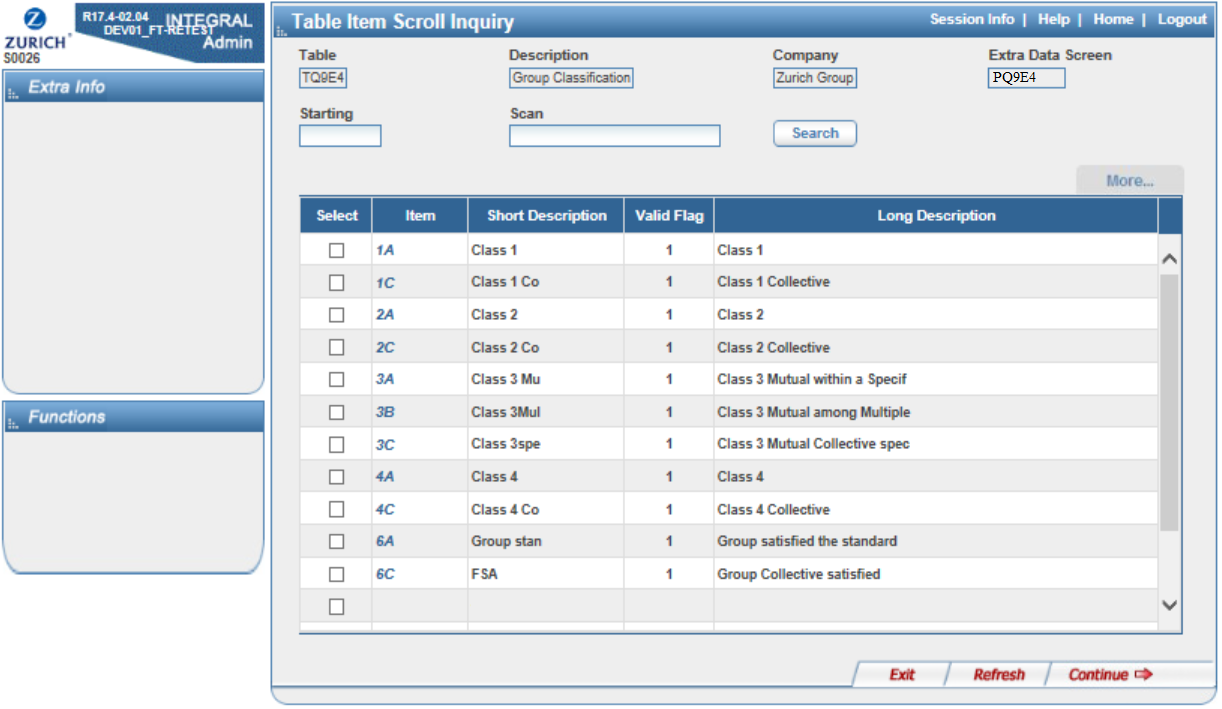 R17.4-02.04 INTEGRAL
DEV01_FT-RETEST
ZURICH Admin
S0026
Extra Info
Functions
Table Item Scroll Inquiry
Session Info | Help | Home | Logout
Table Description Company Extra Data Screen
TQ9E4 Group Classification Zurich Group PQ9E4
Starting Scan
Search
More...
Select Item Short Description Valid Flag Long Description
1A Class 1 1 Class 1
1C Class 1 Co 1 Class 1 Collective
2A Class 2 1 Class 2
2C Class 2 Co 1 Class 2 Collective
3A Class 3 Mu 1 Class 3 Mutual within a Specif
3B Class 3Mul 1 Class 3 Mutual among Multiple
3C Class 3spe 1 Class 3 Mutual Collective spec
4A Class 4 1 Class 4
4C Class 4 Co 1 Class 4 Collective
6A Group stan 1 Group satisfied the standard
6C FSA 1 Group Collective satisfied
Exit Refresh Continue